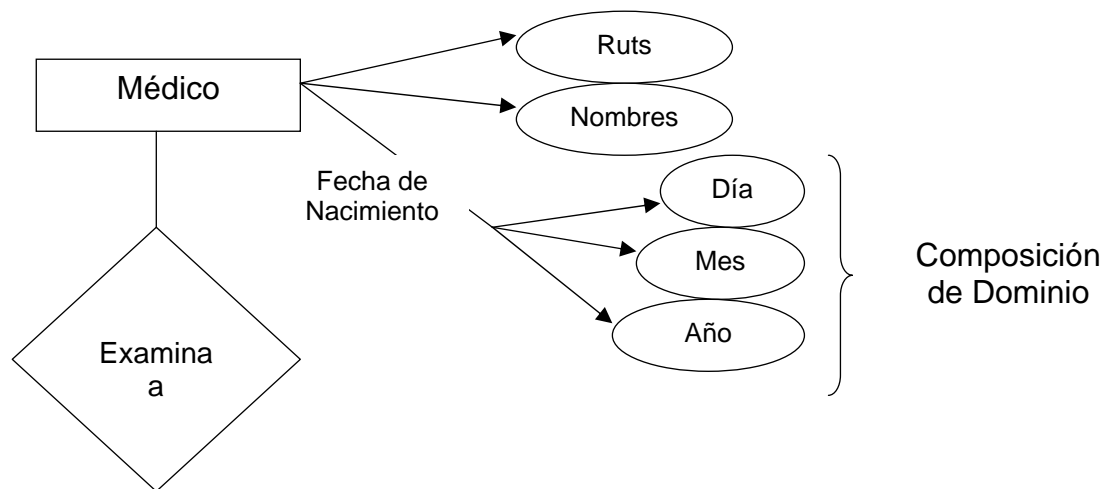 Ruts
Médico
Nombres
Fecha de
Nacimiento
Día
Mes
Año
Composición
de Dominio
Examina
a